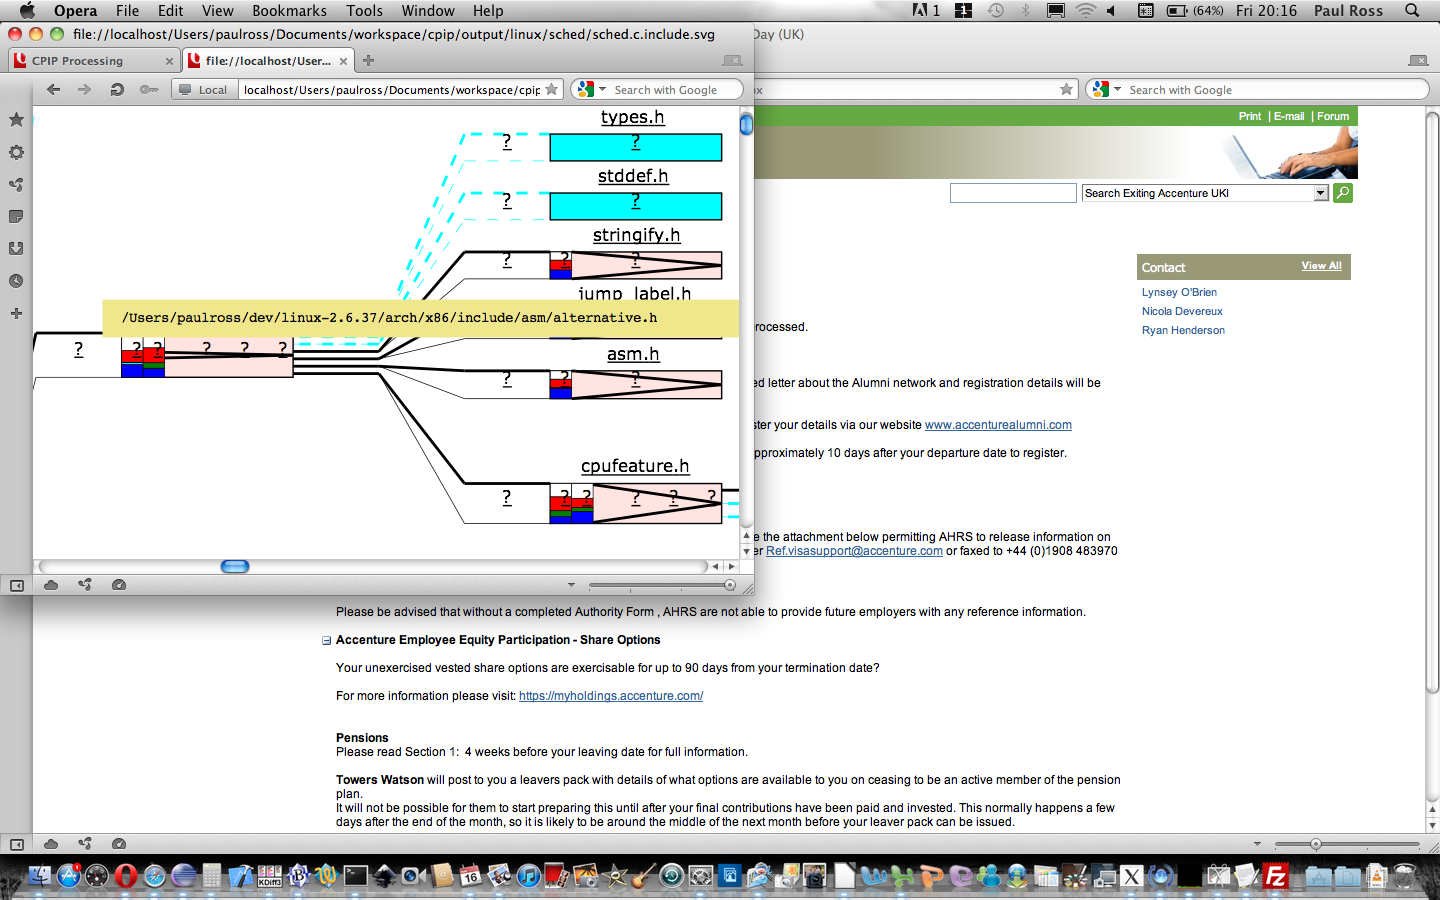 Opera File Edit View Bookmarks Tools Window Help
1 1 (64%) Fri 20:16 Paul Ross
file://localhost/Users/paulross/Documents/workspace/cpip/output/linux/sched/sched.c.include.svg
Day (UK)
CPIP Processing
file://localhost/User...
Local
localhost/Users/paulross/Documents/workspace/cpip
Search with Google
Search with Google
Print | E-mail | Forum
Search Exiting Accenture UKI
types.h
? ?
stddef.h
? ?
stringify.h
? ? ?
jump_label.h
/Users/paulross/dev/linux-2.6.37/arch/x86/include/asm/alternative.h
? ? ? ? ? ?
asm.h
? ? ?
cpufeature.h
? ? ? ? ? ?
Contact View All
Lynsey O'Brien
Nicola Devereux
Ryan Henderson
rocessed.
ed letter about the Alumni network and registration details will be
ster your details via our website www.accenturealumni.com
pproximately 10 days after your departure date to register.
e the attachment below permitting AHRS to release information on
er Ref.visasupport@accenture.com or faxed to +44 (0)1908 483970
Please be advised that without a completed Authority Form , AHRS are not able to provide future employers with any reference information.
Accenture Employee Equity Participation - Share Options
Your unexercised vested share options are exercisable for up to 90 days from your termination date?
For more information please visit: https://myholdings.accenture.com/
Pensions
Please read Section 1: 4 weeks before your leaving date for full information.
Towers Watson will post to you a leavers pack with details of what options are available to you on ceasing to be an active member of the pension
plan.
It will not be possible for them to start preparing this until after your final contributions have been paid and invested. This normally happens a few
days after the end of the month, so it is likely to be around the middle of the next month before your leaver pack can be issued.
KDiff3
16
Fz